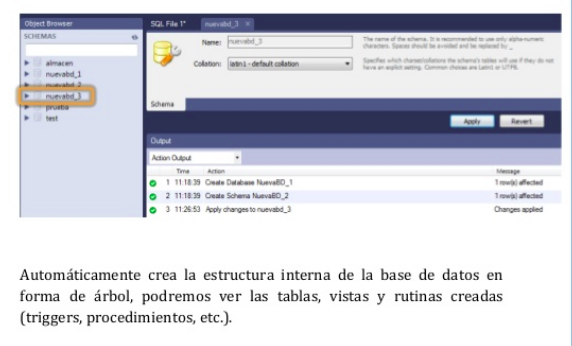 Object Browser
SQL File 1*
nuevabd_3 ×
SCHEMAS
almacen
nuevabd_1
nuevabd_2
nuevabd_3
prueba
test
Name: nuevabd_3
The name of the schema. It is recommended to use only alpha-numeric
characters. Spaces should be avoided and be replaced by _
Collation: latin1 - default collation
Specifies which charset/collations the schema's tables will use if they do not
have an explicit setting. Common choices are Latin1 or UTF8.
Schema
Apply
Revert
Output
Action Output
Time Action Message
1 11:18:39 Create Database NuevaBD_1 1 row(s) affected
2 11:18:39 Create Schema NuevaBD_2 1 row(s) affected
3 11:26:53 Apply changes to nuevabd_3 Changes applied
Automáticamente crea la estructura interna de la base de datos en
forma de árbol, podremos ver las tablas, vistas y rutinas creadas
(triggers, procedimientos, etc.).